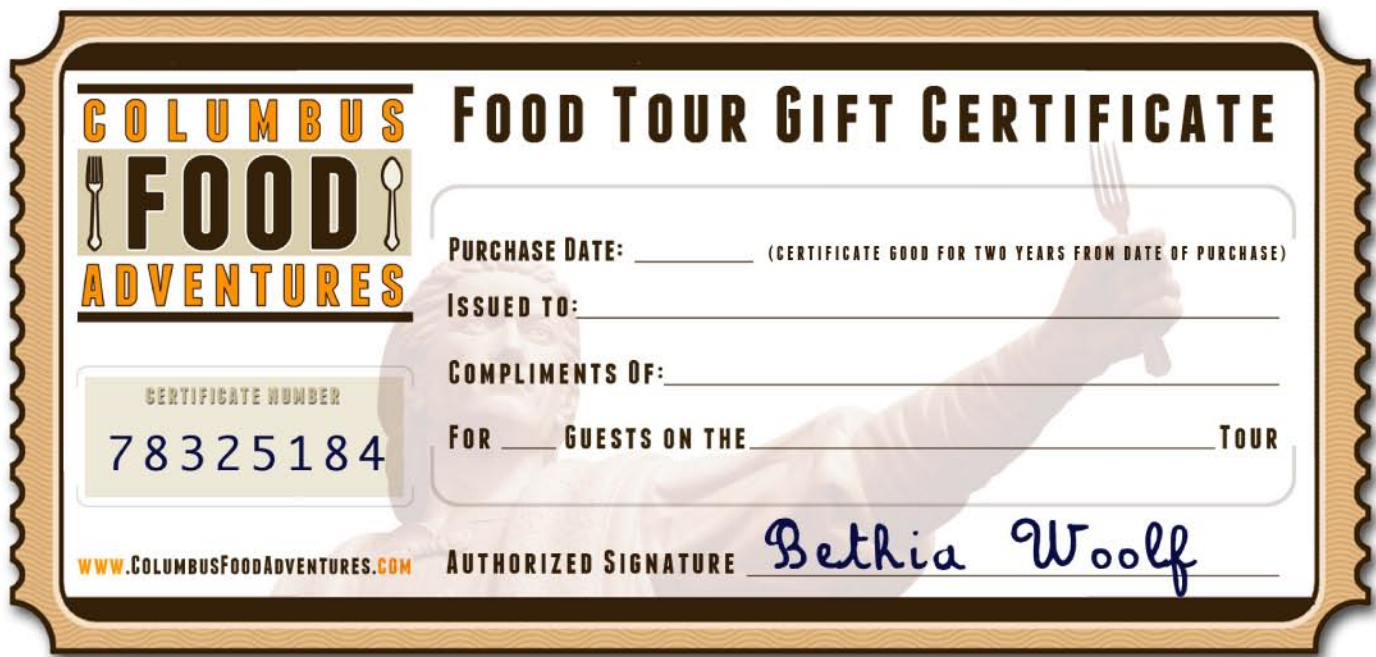 COLUMBUS
FOOD
ADVENTURES
FOOD TOUR GIFT CERTIFICATE
PURCHASE DATE: (CERTIFICATE GOOD FOR TWO YEARS FROM DATE OF PURCHASE)
ISSUED TO:
COMPLIMENTS OF:
FOR GUESTS ON THE TOUR
CERTIFICATE NUMBER
78325184
WWW.COLUMBUSFOODADVENTURES.COM
AUTHORIZED SIGNATURE Bethia Woolf